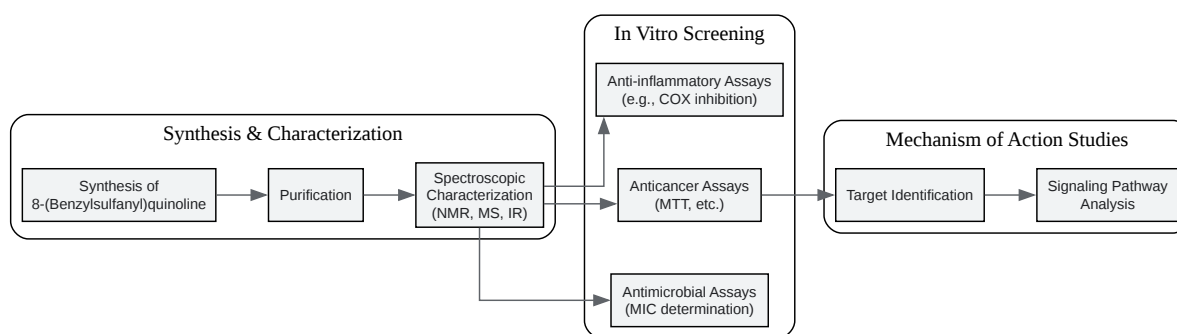 Synthesis & Characterization
Synthesis of
8-(Benzylsulfanyl)quinoline
Purification
Spectroscopic
Characterization
(NMR, MS, IR)
In Vitro Screening
Anti-inflammatory Assays
(e.g., COX inhibition)
Anticancer Assays
(MTT, etc.)
Antimicrobial Assays
(MIC determination)
Mechanism of Action Studies
Target Identification
Signaling Pathway
Analysis